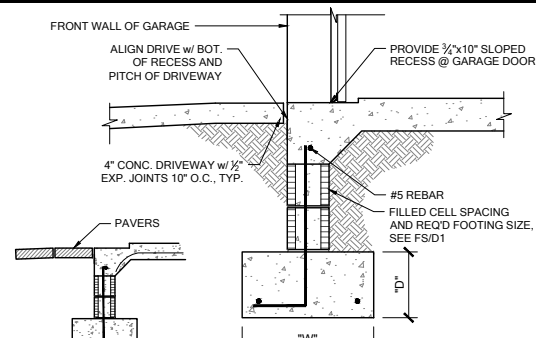 FRONT WALL OF GARAGE
ALIGN DRIVE w/ BOT.
OF RECESS AND
PITCH OF DRIVEWAY
PROVIDE ¾"x10" SLOPED
RECESS @ GARAGE DOOR
4" CONC. DRIVEWAY w/ ½"
EXP. JOINTS 10" O.C., TYP.
#5 REBAR
FILLED CELL SPACING
AND REQ'D FOOTING SIZE,
SEE FS/D1
PAVERS
"D"
"W"